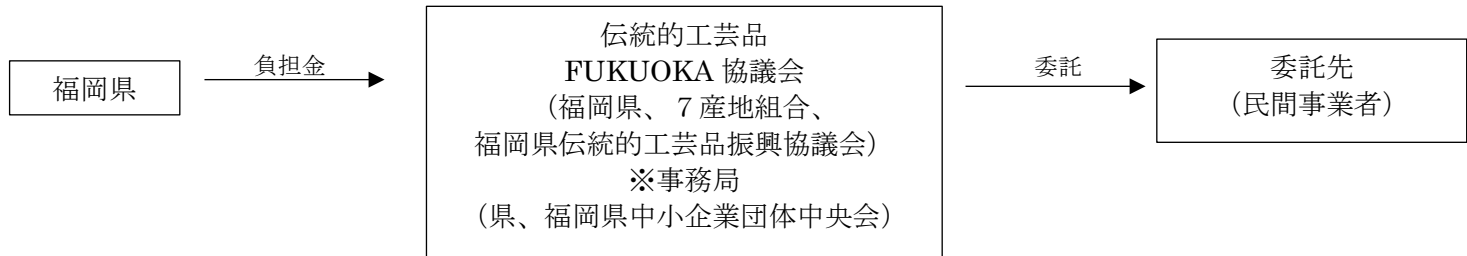 福岡県
負担金
伝統的工芸品
FUKUOKA 協議会
（福岡県、７産地組合、
福岡県伝統的工芸品振興協議会）
※事務局
（県、福岡県中小企業団体中央会）
委託
委託先
（民間事業者）